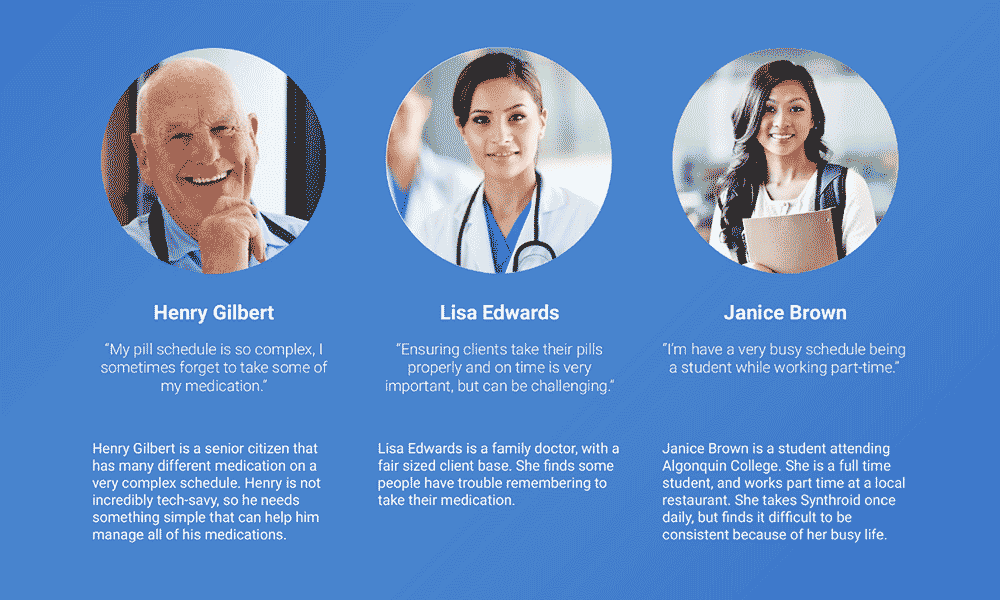 Henry Gilbert
“My pill schedule is so complex, I
sometimes forget to take some of
my medication.”
Henry Gilbert is a senior citizen that
has many different medication on a
very complex schedule. Henry is not
incredibly tech-savy, so he needs
something simple that can help him
manage all of his medications.
Lisa Edwards
“Ensuring clients take their pills
properly and on time is very
important, but can be challenging.”
Lisa Edwards is a family doctor, with a
fair sized client base. She finds some
people have trouble remembering to
take their medication.
Janice Brown
“I’m have a very busy schedule being
a student while working part-time.”
Janice Brown is a student attending
Algonquin College. She is a full time
student, and works part time at a local
restaurant. She takes Synthroid once
daily, but finds it difficult to be
consistent because of her busy life.